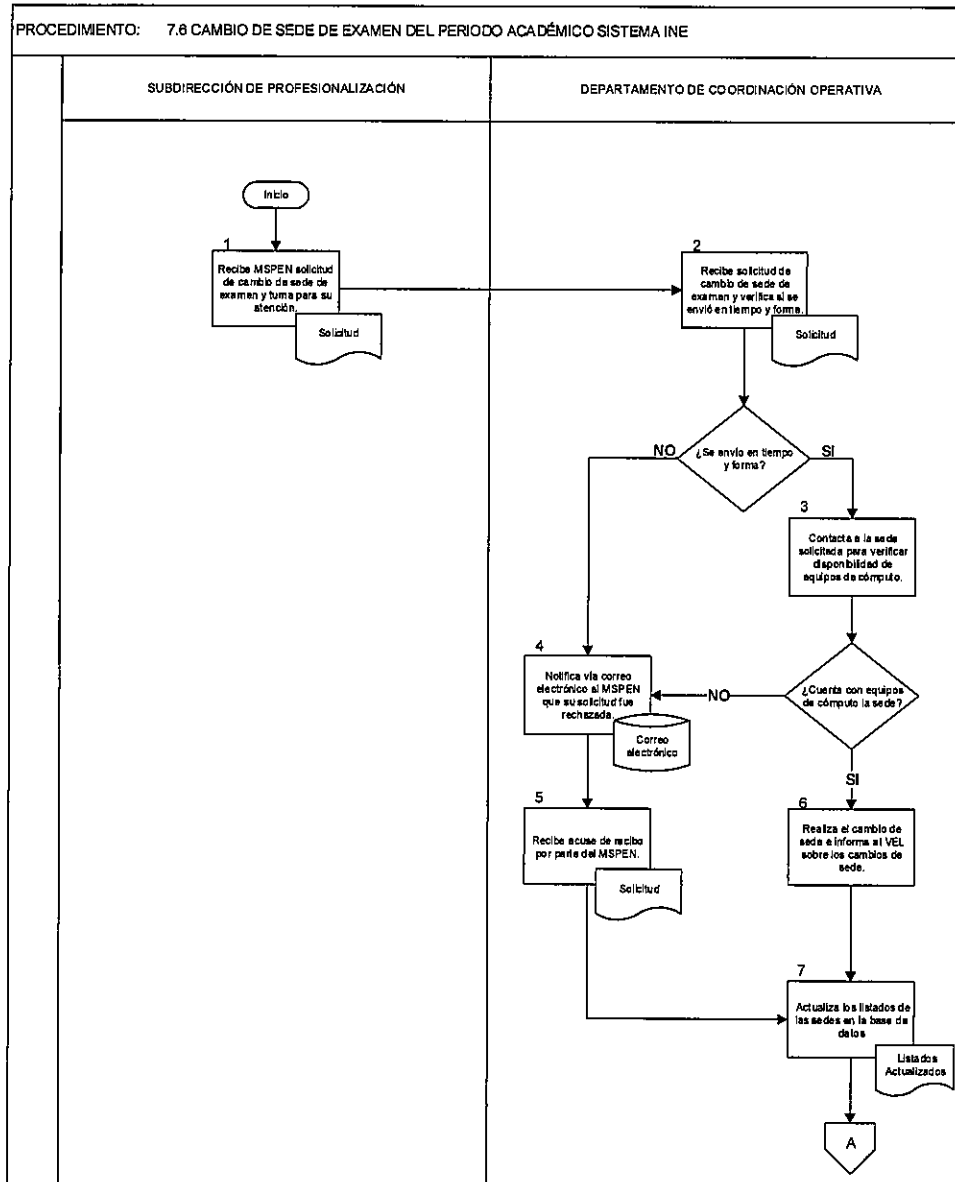 PROCEDIMIENTO: 7.6 CAMBIO DE SEDE DE EXAMEN DEL PERIODO ACADÉMICO SISTEMA INE
SUBDIRECCIÓN DE PROFESIONALIZACIÓN
DEPARTAMENTO DE COORDINACIÓN OPERATIVA
Inicio
1
Recibe MSPEN solicitud
de cambio de sede de
examen y turna para su
atención.
Solicitud
2
Recibe solicitud de
cambio de sede de
examen y verifica si se
envió en tiempo y forma.
Solicitud
¿Se envío en tiempo
y forma?
NO
SI
3
Contacta a la sede
solicitada para verificar
disponibilidad de
equipos de cómputo.
4
Notifica vía correo
electrónico al MSPEN
que su solicitud fue
rechazada.
Correo
electrónico
NO
¿Cuenta con equipos
de cómputo la sede?
SI
5
Recibe acuse de recibo
por parte del MSPEN.
Solicitud
6
Realiza el cambio de
sede e informa al VEL
sobre los cambios de
sede.
7
Actualiza los listados de
las sedes en la base de
datos
Listados
Actualizados
A